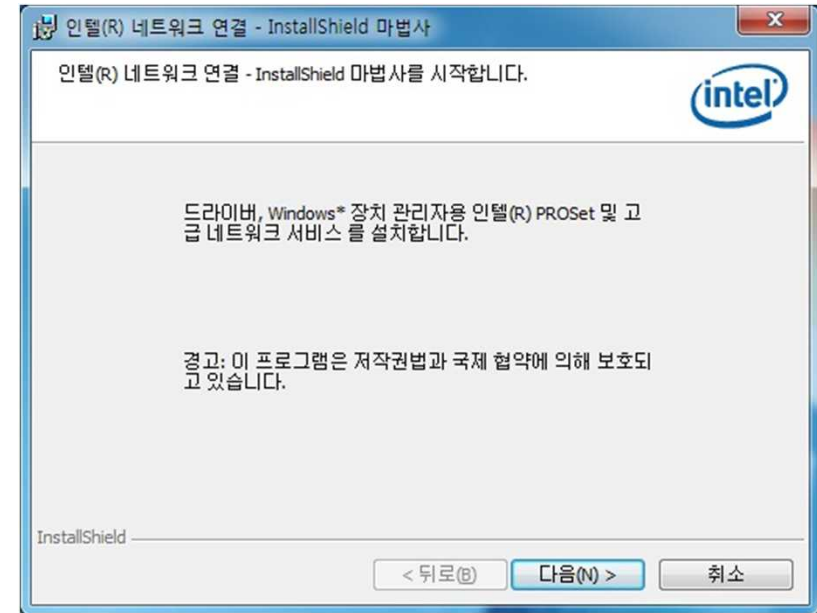 인텔(R) 네트워크 연결 - InstallShield 마법사
인텔(R) 네트워크 연결 - InstallShield 마법사를 시작합니다.
intel
드라이버, Windows* 장치 관리자용 인텔(R) PROSet 및 고
급 네트워크 서비스 를 설치합니다.
경고: 이 프로그램은 저작권법과 국제 협약에 의해 보호되
고 있습니다.
InstallShield
< 뒤로(B) 다음(N) > 취소